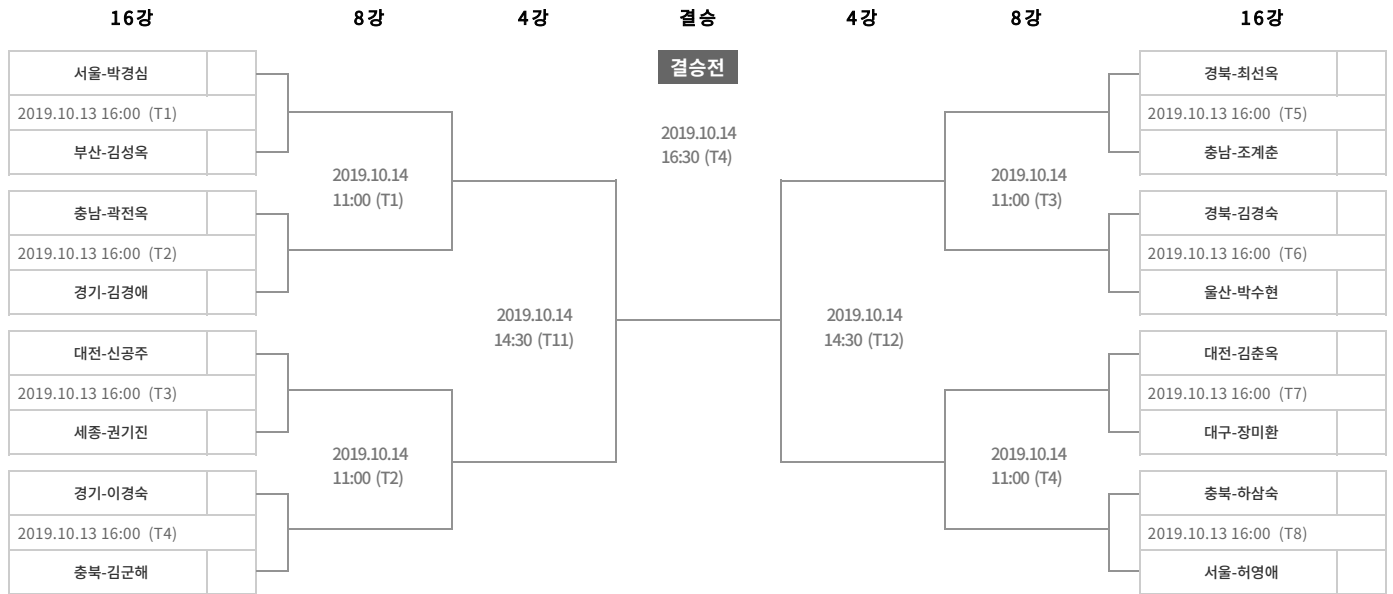 16강
8강
4강
결승
4강
8강
16강
서울-박경심
2019.10.13 16:00 (T1)
부산-김성옥
충남-곽전옥
2019.10.13 16:00 (T2)
경기-김경애
대전-신공주
2019.10.13 16:00 (T3)
세종-권기진
경기-이경숙
2019.10.13 16:00 (T4)
충북-김군해
2019.10.14
11:00 (T1)
2019.10.14
11:00 (T2)
2019.10.14
14:30 (T11)
결승전
2019.10.14
16:30 (T4)
2019.10.14
14:30 (T12)
2019.10.14
11:00 (T3)
2019.10.14
11:00 (T4)
경북-최선옥
2019.10.13 16:00 (T5)
충남-조계춘
경북-김경숙
2019.10.13 16:00 (T6)
울산-박수현
대전-김춘옥
2019.10.13 16:00 (T7)
대구-장미환
충북-하삼숙
2019.10.13 16:00 (T8)
서울-허영애